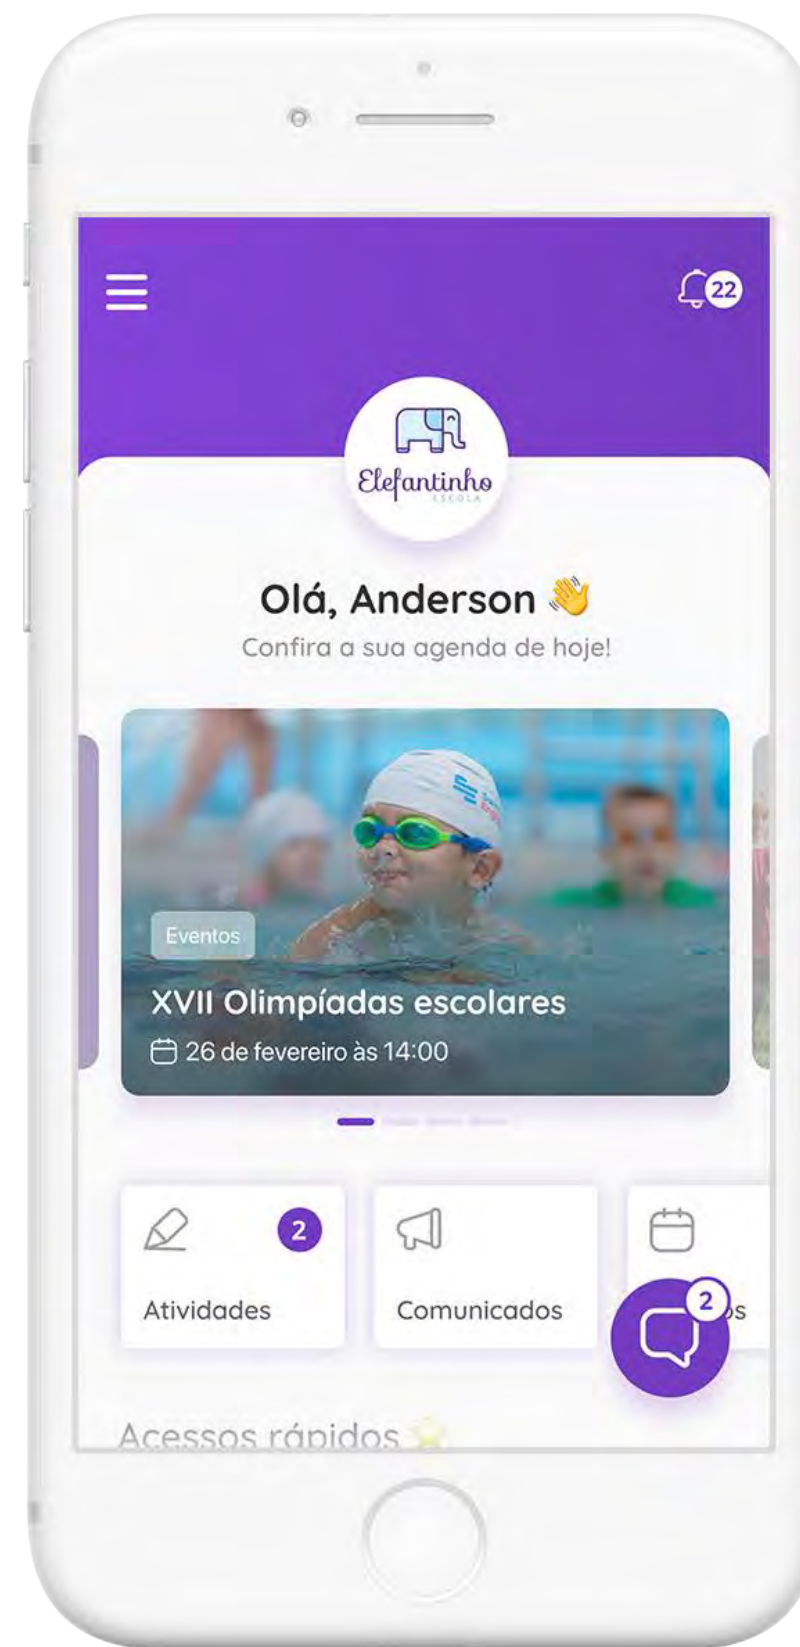 22
Elefantinho
ESCOLA
Olá, Anderson 👋
Confira a sua agenda de hoje!
Eventos
XVII Olimpíadas escolares
26 de fevereiro às 14:00
2
Atividades
Comunicados
2
Acessos rápidos